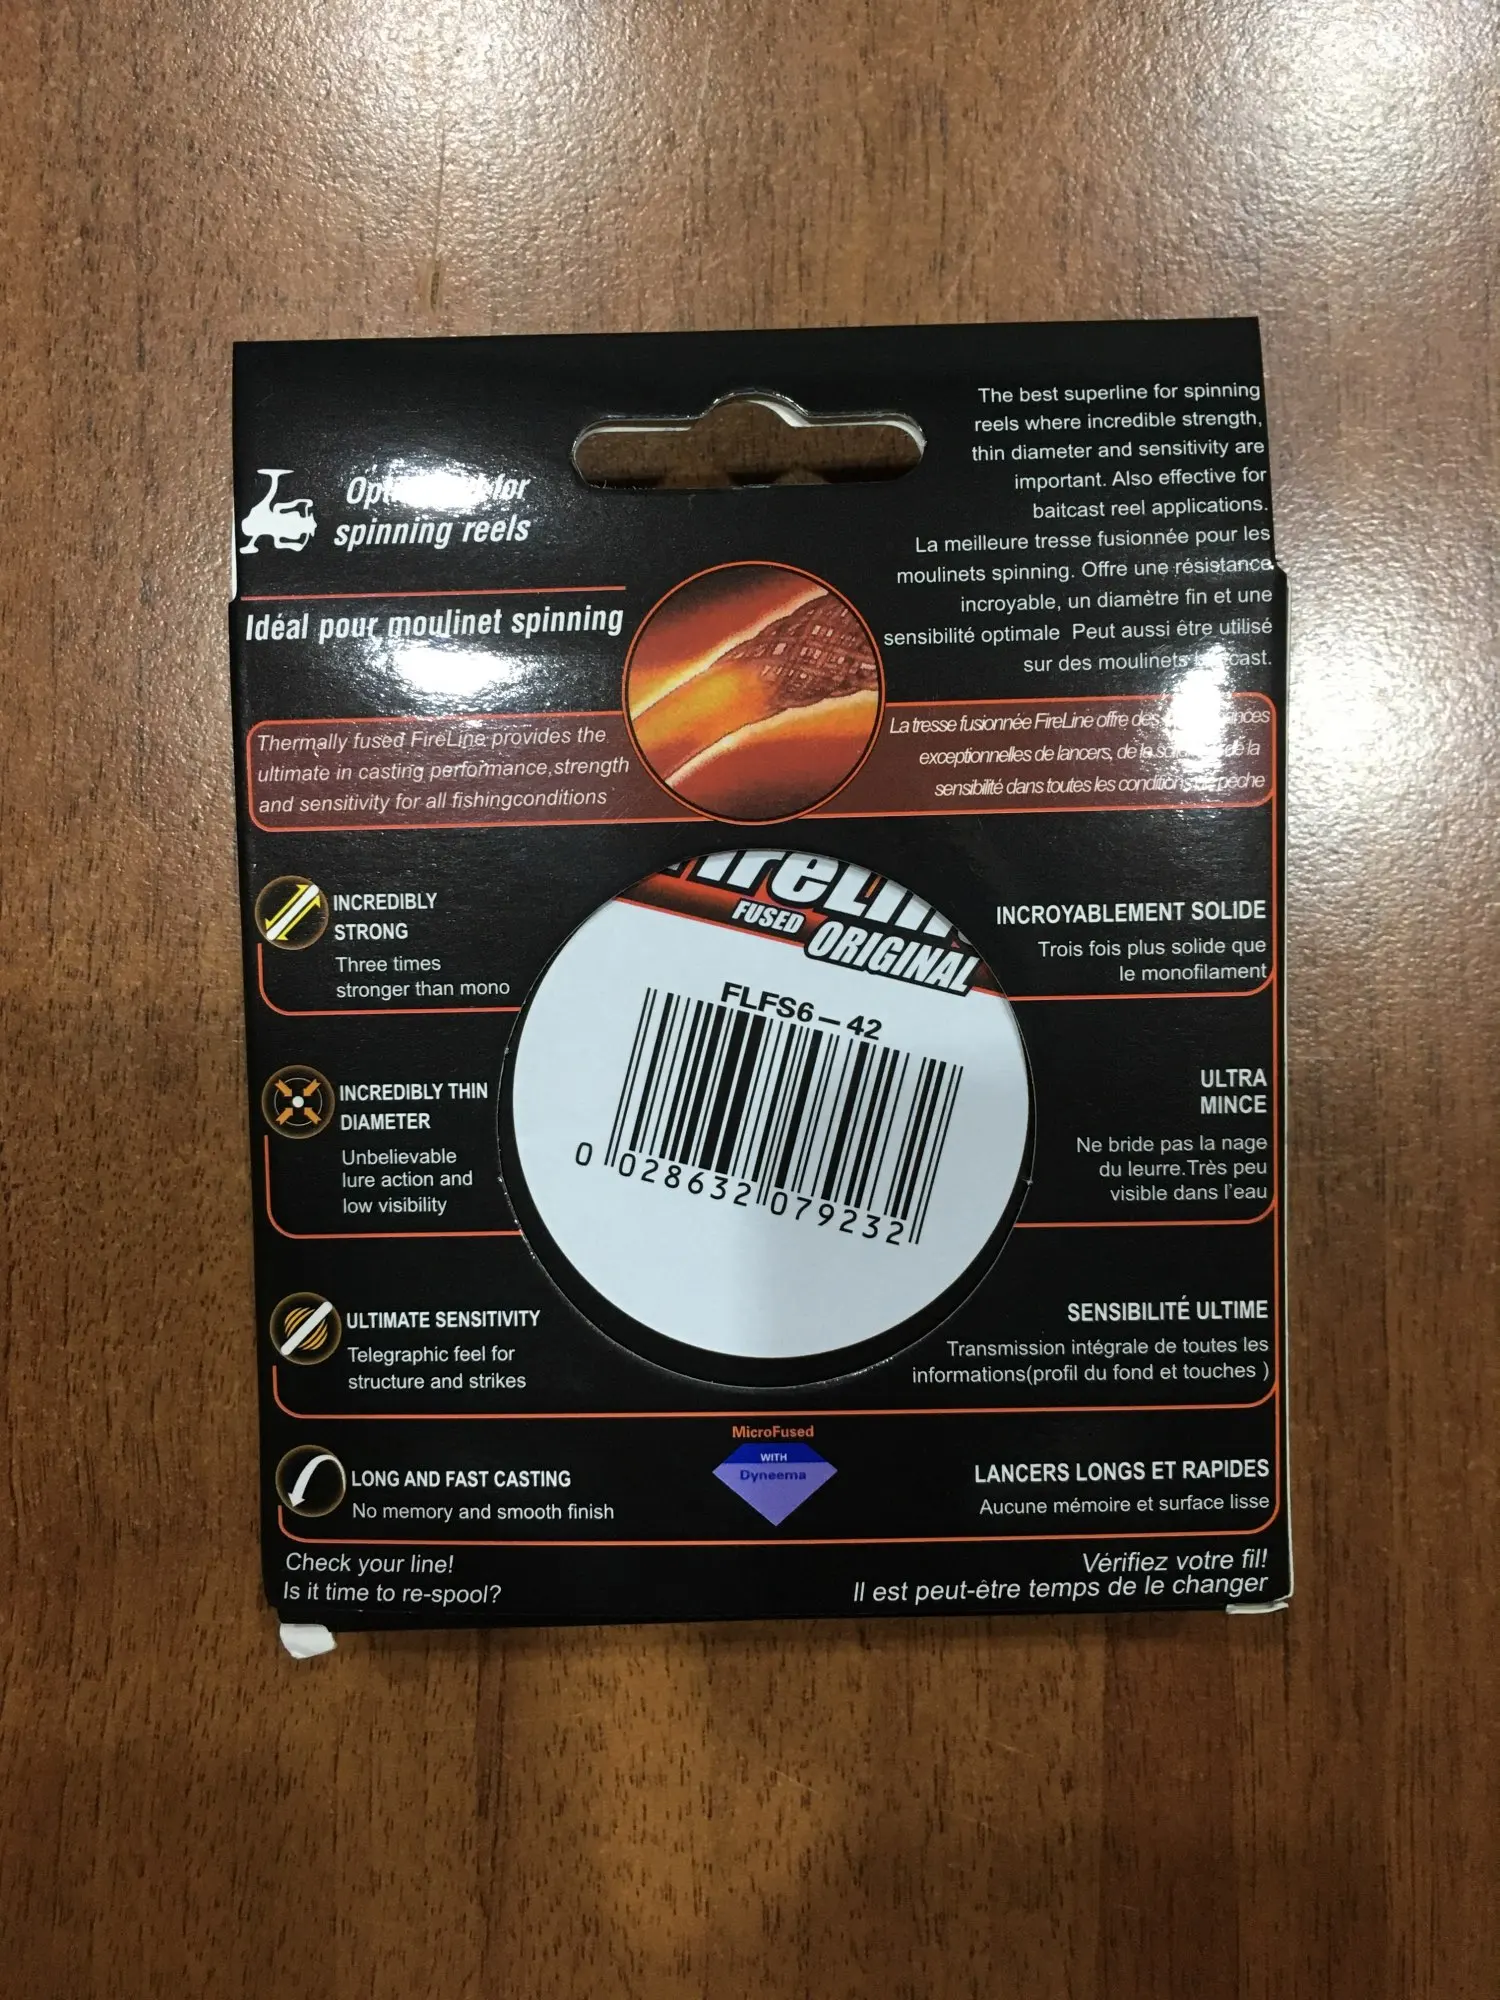 for
spinning reels
Idéal pour moulinet spinning
The best superline for spinning
reels where incredible strength,
thin diameter and sensitivity are
important. Also effective for
baitcast reel applications.
La meilleure tresse fusionnée pour les
moulinets spinning. Offre une résistance
incroyable, un diamètre fin et une
sensibilité optimale Peut aussi être utilisé
sur des moulinets cast.
Thermally fused FireLine provides the
ultimate in casting performance,strength
and sensitivity for all fishingconditions
La tresse fusionnée FireLine offre des
exceptionnelles de lancers, de la de la
sensibilité dans toutes les conditions pêche
INCREDIBLY
STRONG
Three times
stronger than mono
INCREDIBLY THIN
DIAMETER
Unbelievable
lure action and
low visibility
ULTIMATE SENSITIVITY
Telegraphic feel for
structure and strikes
LONG AND FAST CASTING
No memory and smooth finish
Check your line!
Is it time to re-spool?
FUSED ORIGINAL
FLFS6-42
0 028632 079232
MicroFused
WITH
Dyneema
INCROYABLEMENT SOLIDE
Trois fois plus solide que
le monofilament
ULTRA
MINCE
Ne bride pas la nage
du leurre.Très peu
visible dans l'eau
SENSIBILITÉ ULTIME
Transmission intégrale de toutes les
informations(profil du fond et touches )
LANCERS LONGS ET RAPIDES
Aucune mémoire et surface lisse
Vérifiez votre fil!
Il est peut-être temps de le changer